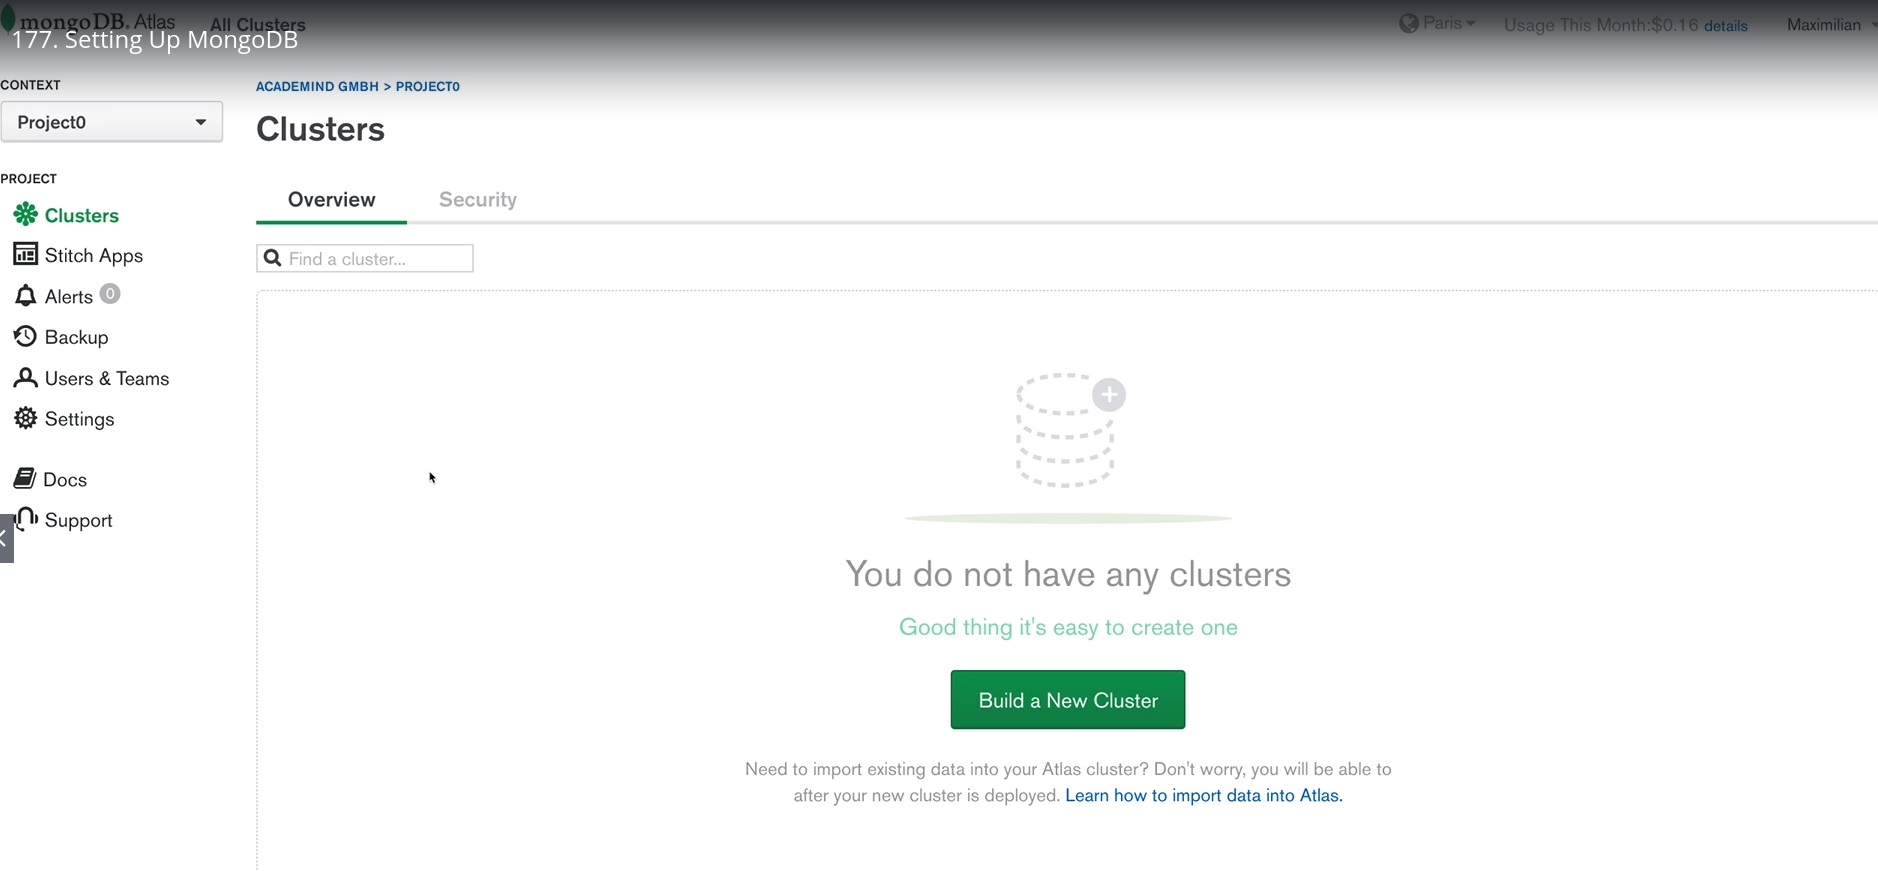 mongoDB. Atlas All Clusters Paris Usage This Month:$0.16 details Maximilian
177. Setting Up MongoDB
CONTEXT
Project0
PROJECT
Clusters
Stitch Apps
Alerts 0
Backup
Users & Teams
Settings
Docs
Support
ACADEMIND GMBH > PROJECT0
Clusters
Overview Security
Find a cluster...
You do not have any clusters
Good thing it's easy to create one
Build a New Cluster
Need to import existing data into your Atlas cluster? Don't worry, you will be able to
after your new cluster is deployed. Learn how to import data into Atlas.